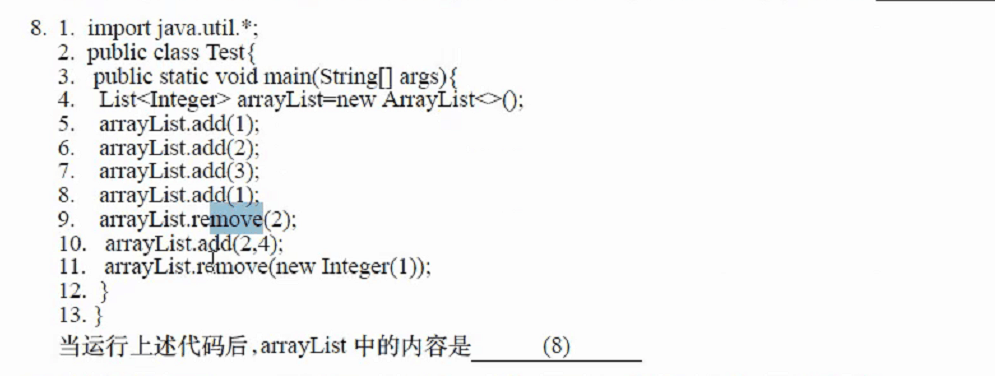 8. 1. import java.util.*;
2. public class Test{
3. public static void main(String[] args){
4. List<Integer> arrayList=new ArrayList<>();
5. arrayList.add(1);
6. arrayList.add(2);
7. arrayList.add(3);
8. arrayList.add(1);
9. arrayList.remove(2);
10. arrayList.add(2,4);
11. arrayList.remove(new Integer(1));
12. }
13. }
当运行上述代码后,arrayList 中的内容是 (8)